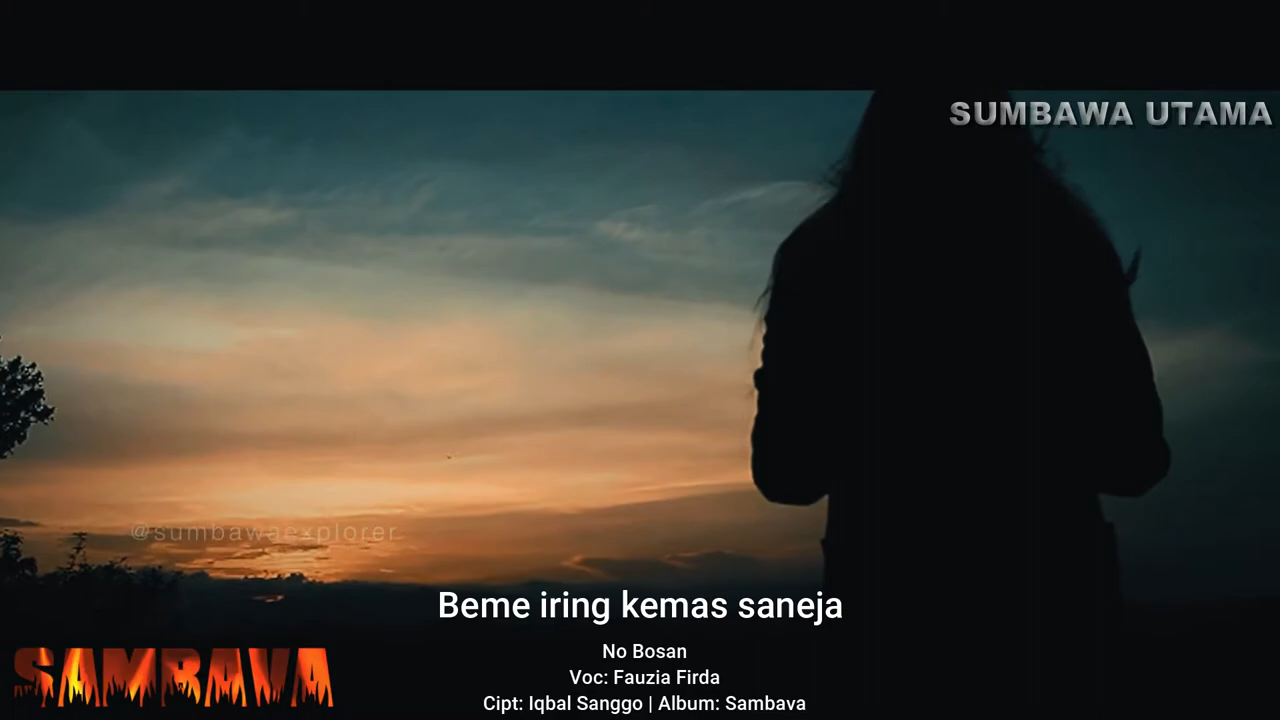 SUMBAWA UTAMA
@sumbawaexplorer
Beme iring kemas saneja
No Bosan
Voc: Fauzia Firda
Cipt: Iqbal Sanggo | Album: Sambava
SAMBAVA